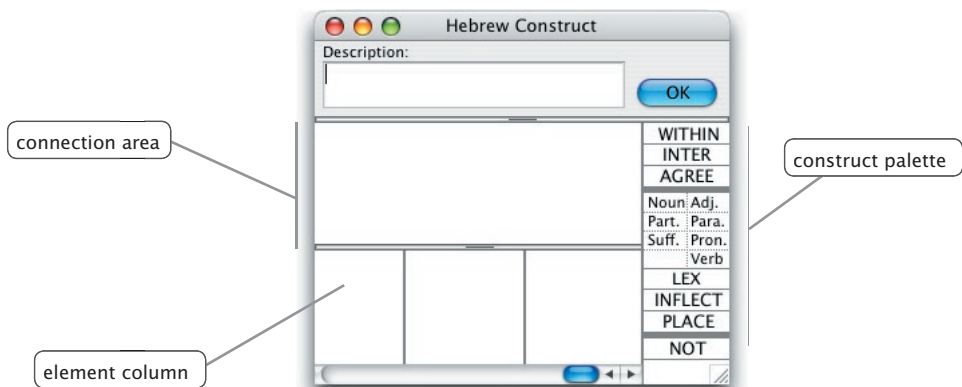 Hebrew Construct
Description:
OK
connection area
construct palette
element column
WITHIN
INTER
AGREE
Noun Adj.
Part. Para.
Suff. Pron.
Verb
LEX
INFLECT
PLACE
NOT